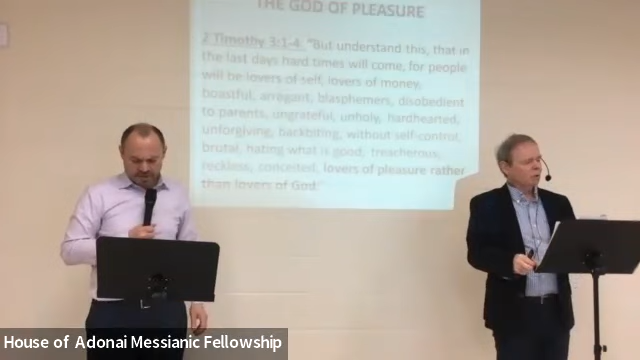 THE GOD OF PLEASURE
2 Timothy 3:1-4: "But understand this, that in
the last days hard times will come, for people
will be lovers of self, lovers of money,
boastful, arrogant, blasphemers, disobedient
to parents, ungrateful, unholy, hardhearted,
unforgiving, backbiting, without self-control,
brutal, hating what is good, treacherous,
reckless, conceited, lovers of pleasure rather
than lovers of God."
House of Adonai Messianic Fellowship